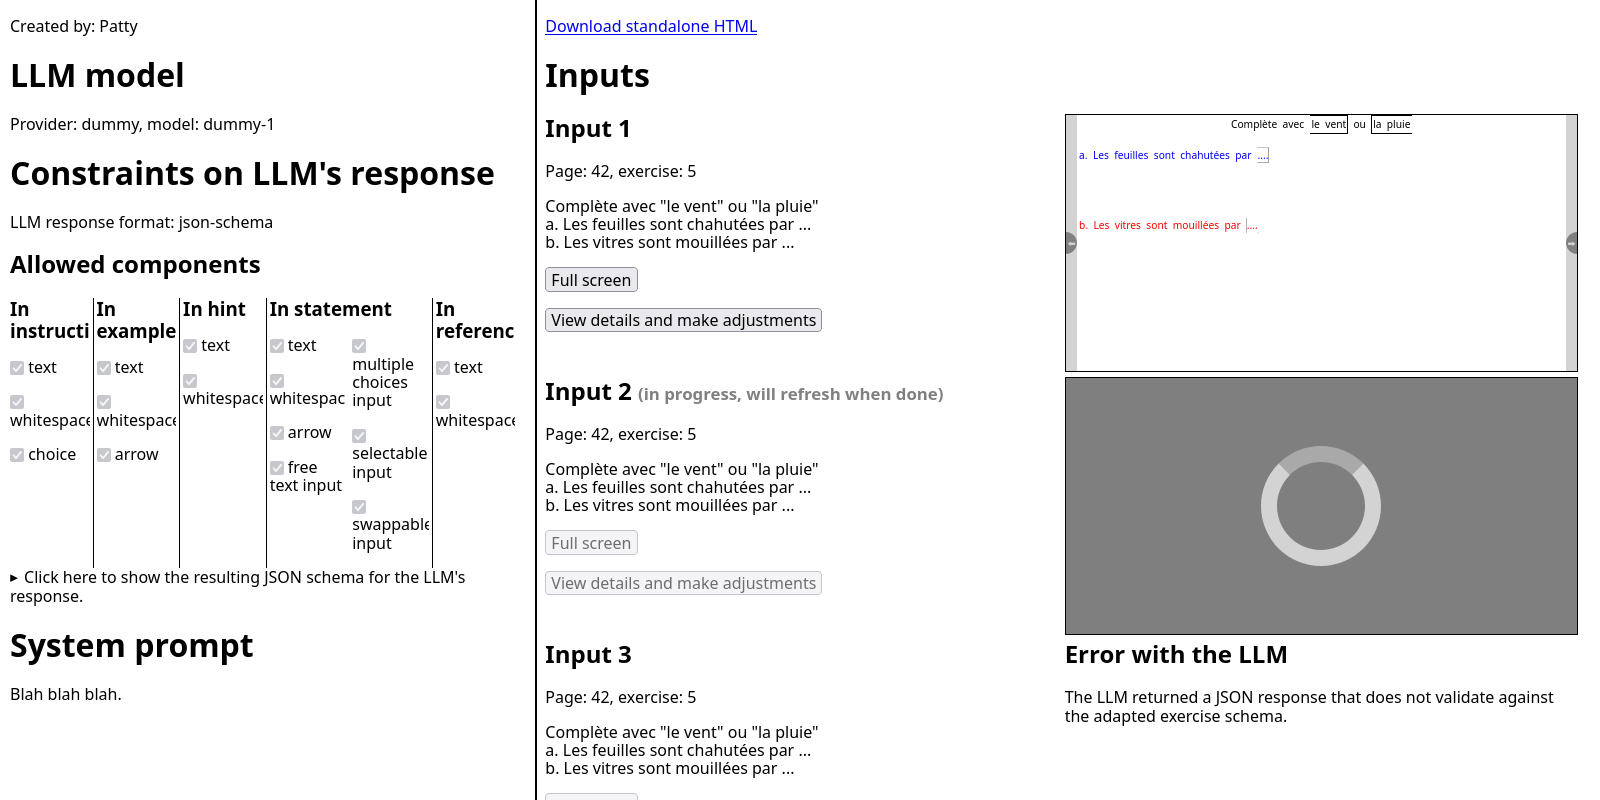 Created by: Patty
LLM model
Provider: dummy, model: dummy-1
Constraints on LLM's response
LLM response format: json-schema
Allowed components
In
instructi
text
whitespace
choice
In
example
text
whitespace
arrow
In hint
text
whitespace
In statement
text
whitespac
arrow
free
text input
multiple
choices
input
selectable
input
swappable
input
In
referenc
text
whitespace
▸ Click here to show the resulting JSON schema for the LLM's
response.
System prompt
Blah blah blah.
Download standalone HTML
Inputs
Input 1
Page: 42, exercise: 5
Complète avec "le vent" ou "la pluie"
a. Les feuilles sont chahutées par ...
b. Les vitres sont mouillées par ...
Full screen
View details and make adjustments
Complète avec le vent ou la pluie
a. Les feuilles sont chahutées par ....
b. Les vitres sont mouillées par ....
Input 2 (in progress, will refresh when done)
Page: 42, exercise: 5
Complète avec "le vent" ou "la pluie"
a. Les feuilles sont chahutées par ...
b. Les vitres sont mouillées par ...
Full screen
View details and make adjustments
Input 3
Page: 42, exercise: 5
Complète avec "le vent" ou "la pluie"
a. Les feuilles sont chahutées par ...
b. Les vitres sont mouillées par ...
Error with the LLM
The LLM returned a JSON response that does not validate against
the adapted exercise schema.